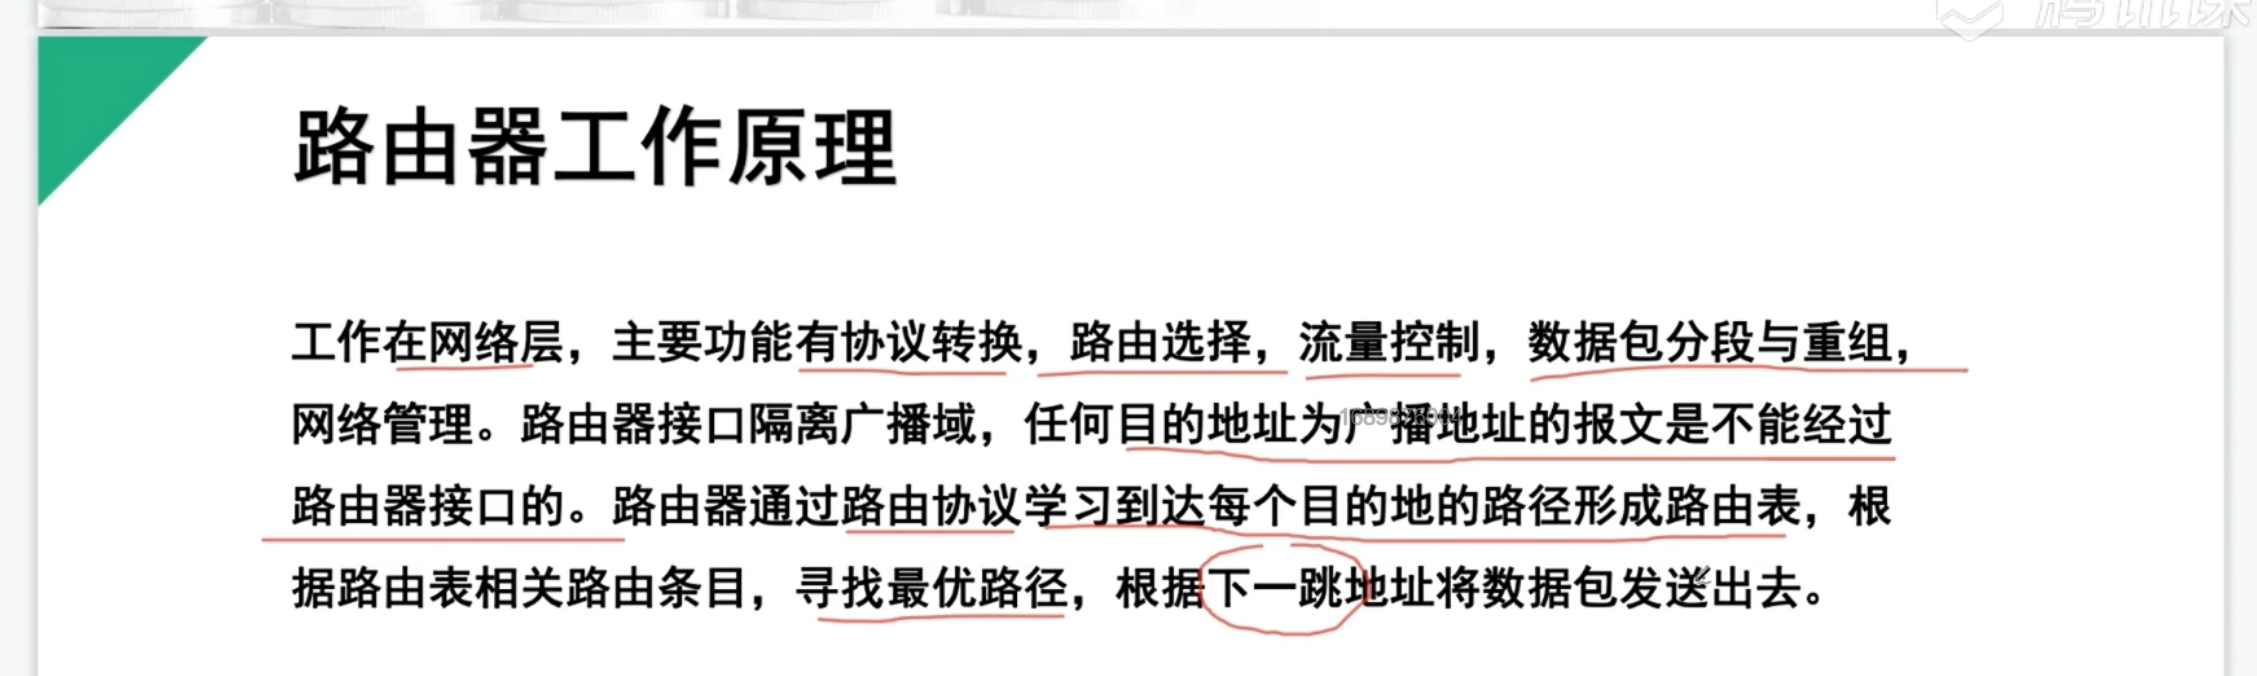 腾讯课
路由器工作原理
工作在网络层，主要功能有协议转换，路由选择，流量控制，数据包分段与重组，
网络管理。路由器接口隔离广播域，任何目的地址为广播地址的报文是不能经过
路由器接口的。路由器通过路由协议学习到达每个目的地的路径形成路由表，根
据路由表相关路由条目，寻找最优路径，根据下一跳地址将数据包发送出去。